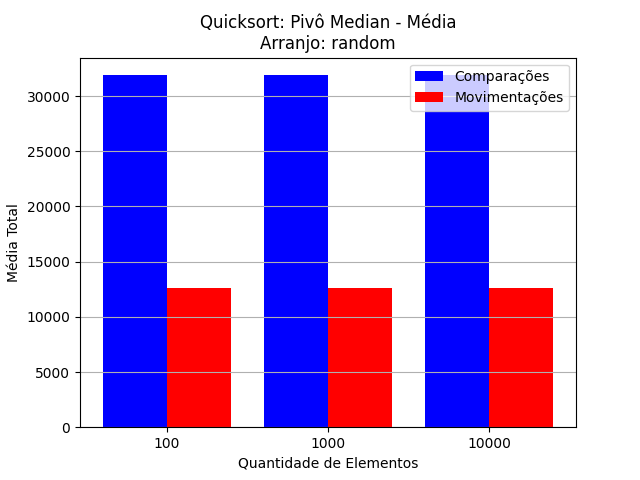 Quicksort: Pivô Median - Média
Arranjo: random
Comparações
Movimentações
30000
25000
20000
15000
10000
5000
0
Média Total
100 1000 10000
Quantidade de Elementos